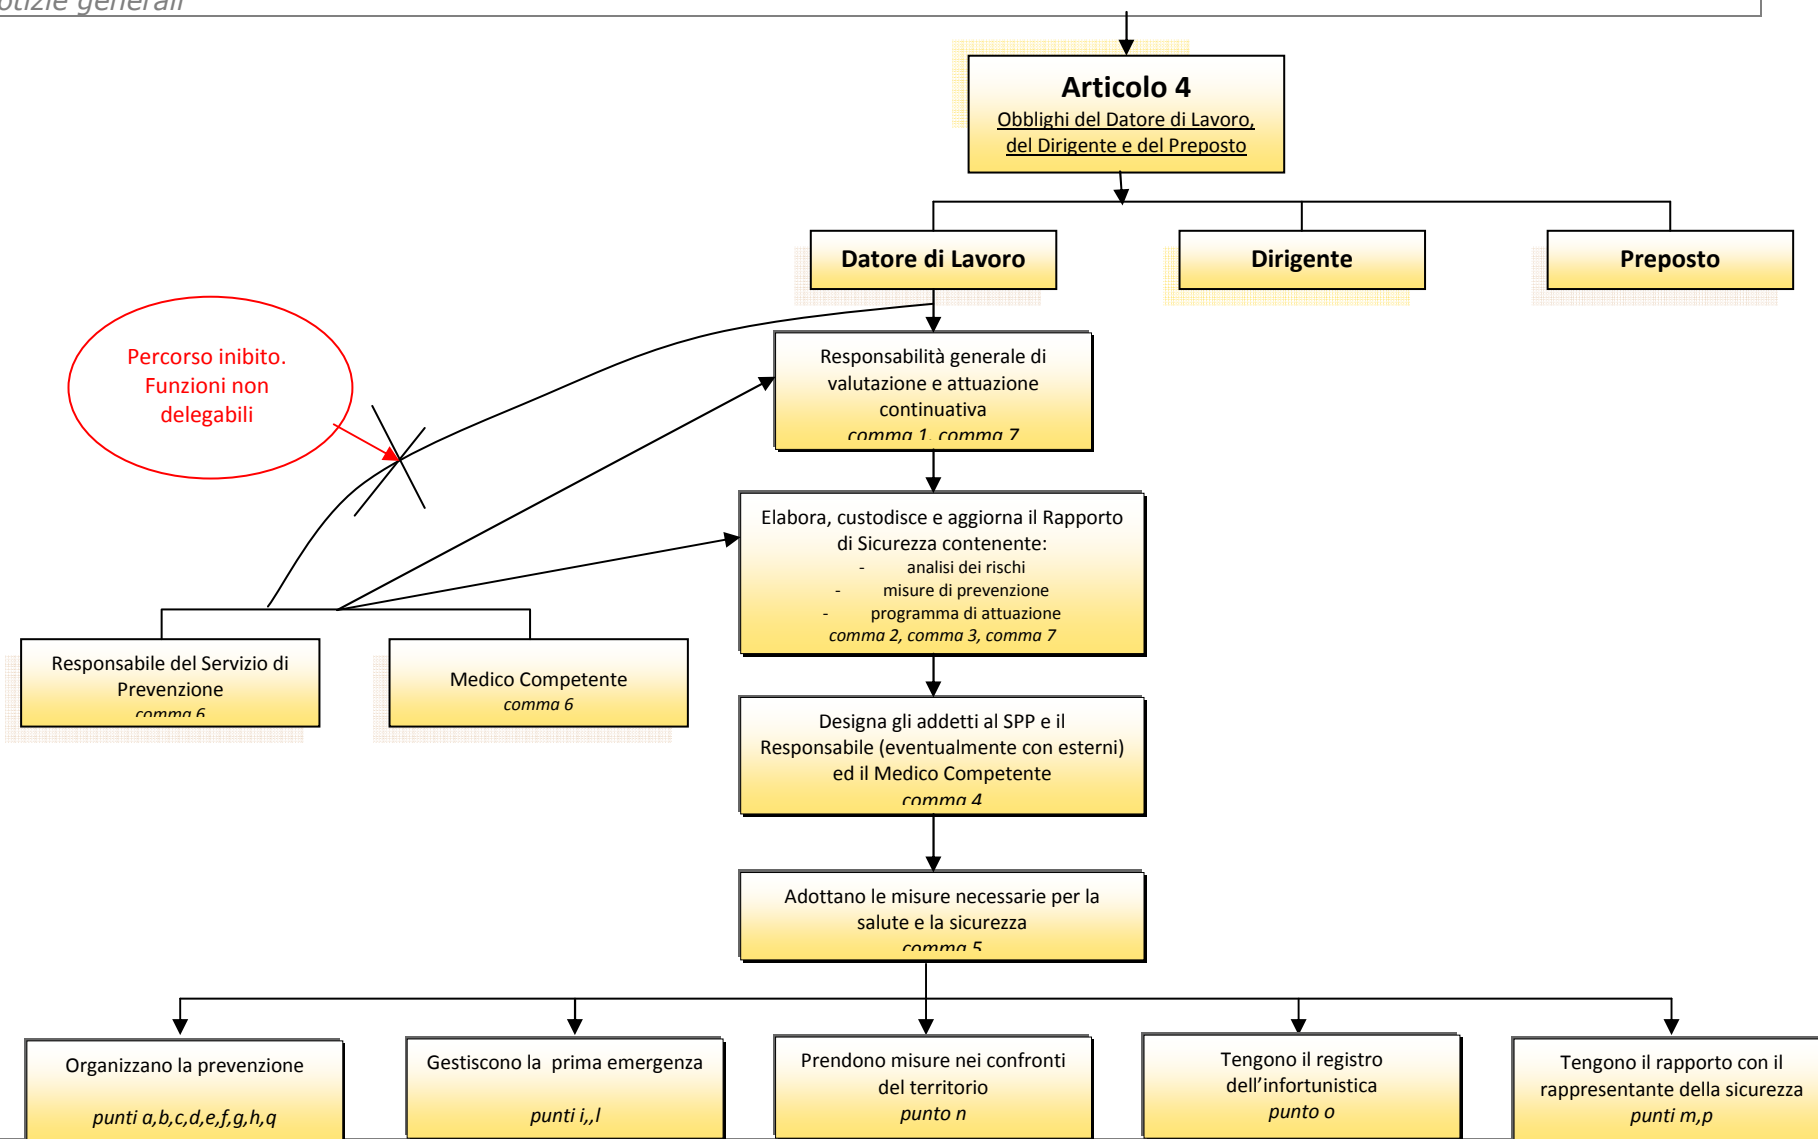 notizie generali
Articolo 4
Obblighi del Datore di Lavoro,
del Dirigente e del Preposto
Datore di Lavoro
Dirigente
Preposto
Percorso inibito.
Funzioni non
delegabili
Responsabilità generale di
valutazione e attuazione
continuativa
comma 1, comma 7
Elabora, custodisce e aggiorna il Rapporto
di Sicurezza contenente:
- analisi dei rischi
- misure di prevenzione
- programma di attuazione
comma 2, comma 3, comma 7
Responsabile del Servizio di
Prevenzione
comma 6
Medico Competente
comma 6
Designa gli addetti al SPP e il
Responsabile (eventualmente con esterni)
ed il Medico Competente
comma 4
Adottano le misure necessarie per la
salute e la sicurezza
comma 5
Organizzano la prevenzione
punti a,b,c,d,e,f,g,h,q
Gestiscono la  prima emergenza
punti i,,l
Prendono misure nei confronti
del territorio
punto n
Tengono il registro
dell’infortunistica
punto o
Tengono il rapporto con il
rappresentante della sicurezza
punti m,p